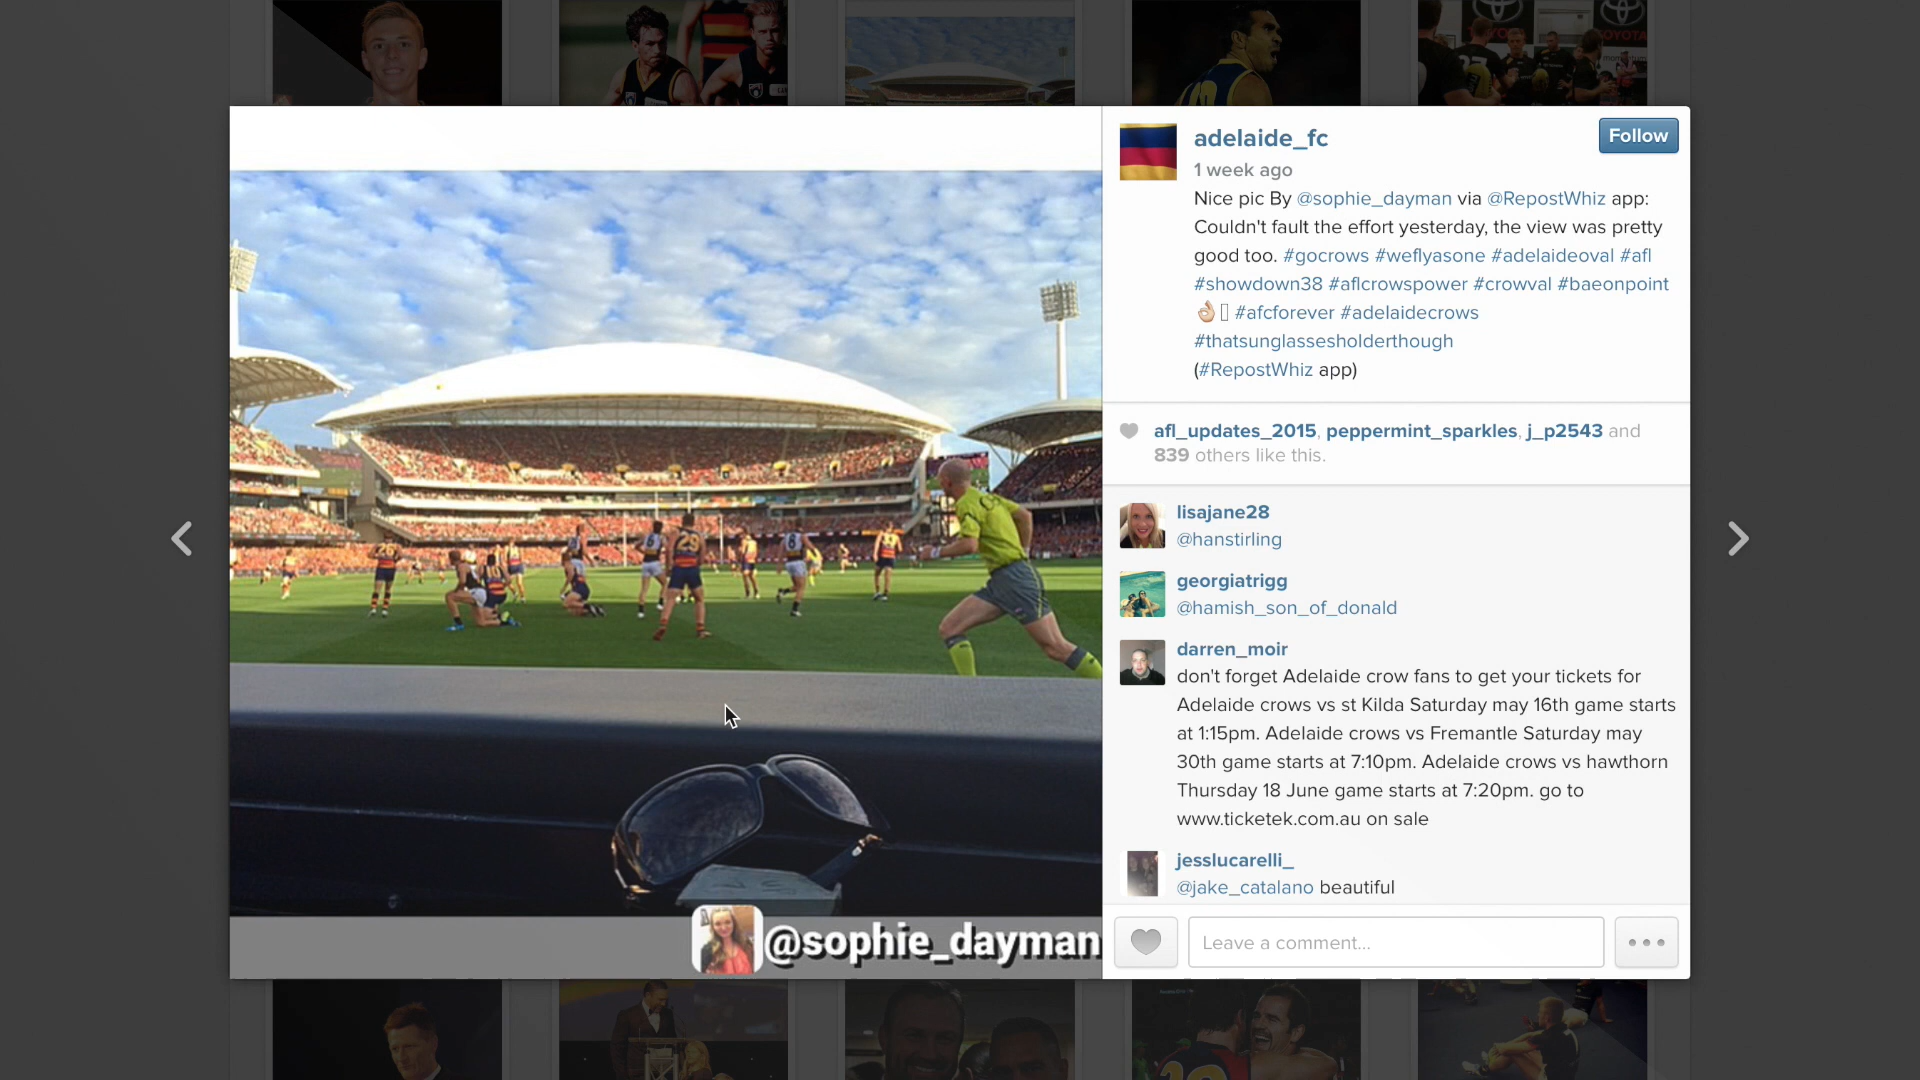 adelaide_fc
Follow
1 week ago
Nice pic By @sophie_dayman via @RepostWhiz app:
Couldn't fault the effort yesterday, the view was pretty
good too. #gocrows #weflyasone #adelaideoval #afl
#showdown38 #aflcrowspower #crowval #baeonpoint
👌🏼 #afcforever #adelaidecrows
#thatsunglassesholderthough
(#RepostWhiz app)
afl_updates_2015, peppermint_sparkles, j_p2543 and
839 others like this.
lisajane28
@hanstirling
georgiatrigg
@hamish_son_of_donald
darren_moir
don't forget Adelaide crow fans to get your tickets for
Adelaide crows vs st Kilda Saturday may 16th game starts
at 1:15pm. Adelaide crows vs Fremantle Saturday may
30th game starts at 7:10pm. Adelaide crows vs hawthorn
Thursday 18 June game starts at 7:20pm. go to
www.ticketek.com.au on sale
jesslucarelli_
@jake_catalano beautiful
Leave a comment...
@sophie_dayman
26
29
6
6
TOYOTA